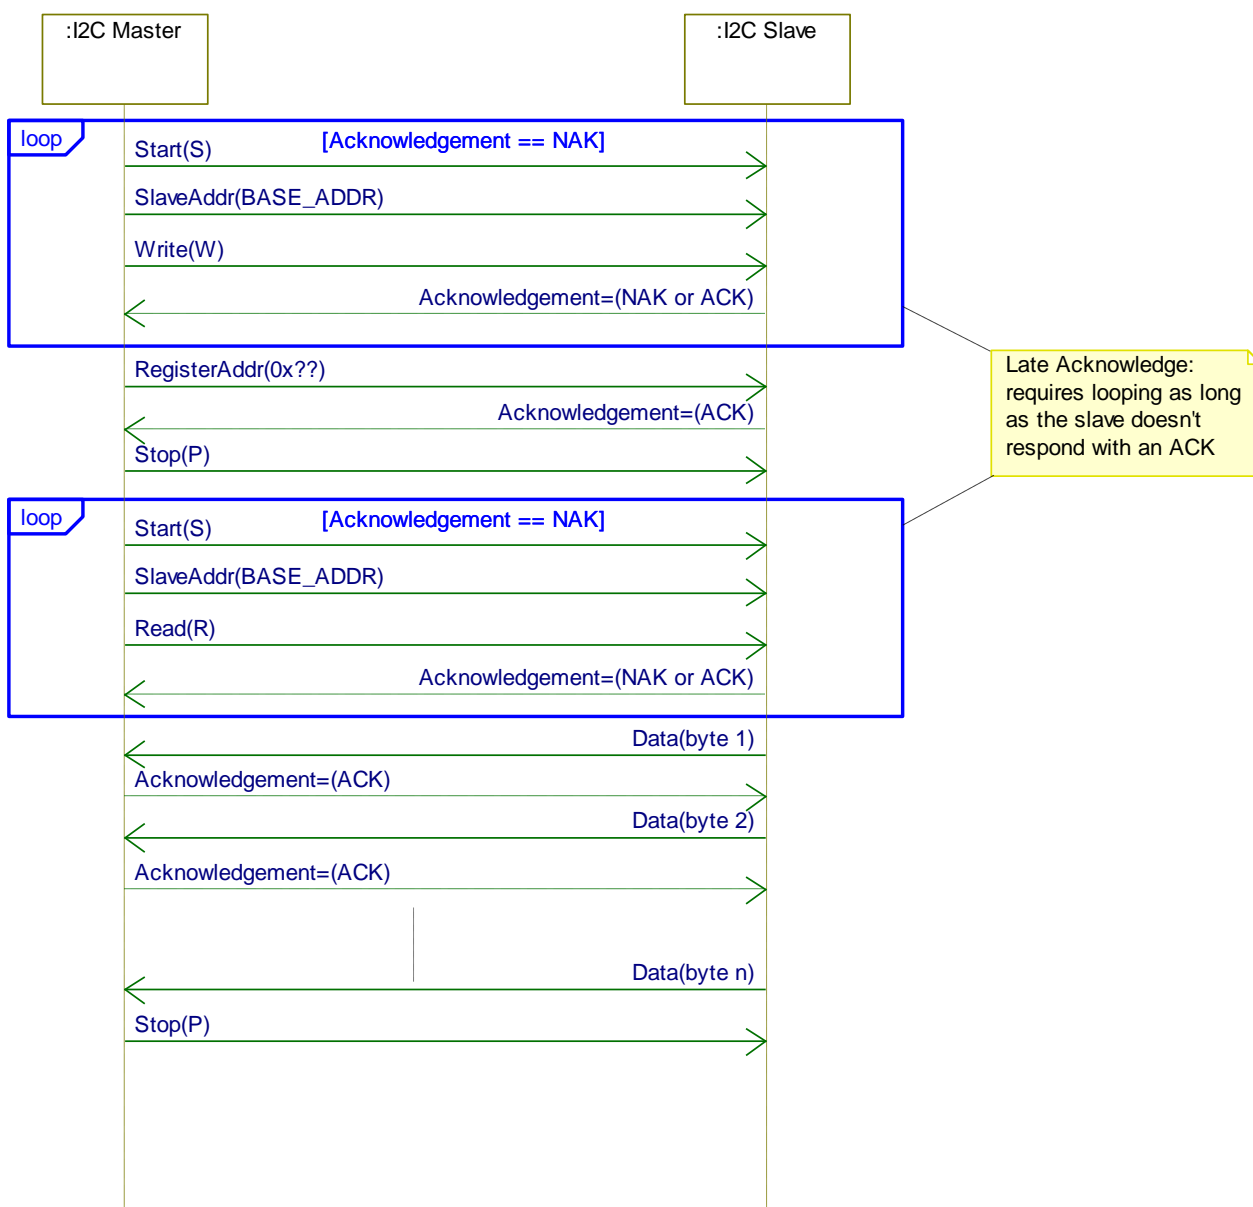 :I2C Master
:I2C Slave
loop
[Acknowledgement == NAK]
Start(S)
SlaveAddr(BASE_ADDR)
Write(W)
Acknowledgement=(NAK or ACK)
RegisterAddr(0x??)
Acknowledgement=(ACK)
Stop(P)
Late Acknowledge:
requires looping as long
as the slave doesn't
respond with an ACK
loop
[Acknowledgement == NAK]
Start(S)
SlaveAddr(BASE_ADDR)
Read(R)
Acknowledgement=(NAK or ACK)
Data(byte 1)
Acknowledgement=(ACK)
Data(byte 2)
Acknowledgement=(ACK)
Data(byte n)
Stop(P)